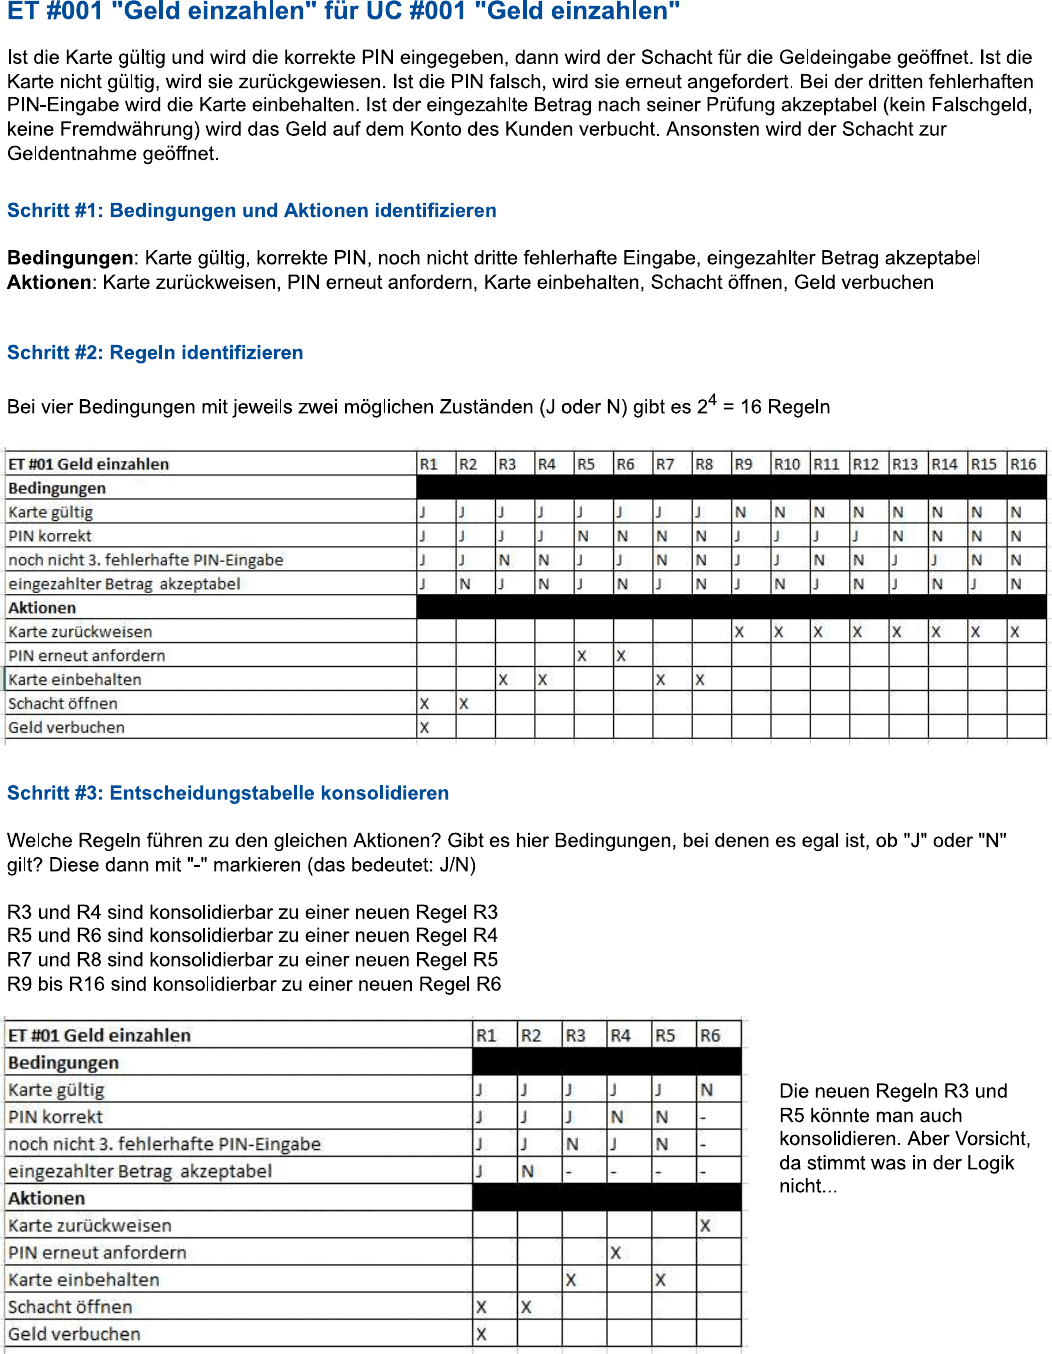 ET #001 "Geld einzahlen" für UC #001 "Geld einzahlen"
Ist die Karte gültig und wird die korrekte PIN eingegeben, dann wird der Schacht für die Geldeingabe geöffnet. Ist die
Karte nicht gültig, wird sie zurückgewiesen. Ist die PIN falsch, wird sie erneut angefordert. Bei der dritten fehlerhaften
PIN-Eingabe wird die Karte einbehalten. Ist der eingezahlte Betrag nach seiner Prüfung akzeptabel (kein Falschgeld,
keine Fremdwährung) wird das Geld auf dem Konto des Kunden verbucht. Ansonsten wird der Schacht zur
Geldentnahme geöffnet.
Schritt #1: Bedingungen und Aktionen identifizieren
Bedingungen: Karte gültig, korrekte PIN, noch nicht dritte fehlerhafte Eingabe, eingezahlter Betrag akzeptabel
Aktionen: Karte zurückweisen, PIN erneut anfordern, Karte einbehalten, Schacht öffnen, Geld verbuchen
Schritt #2: Regeln identifizieren
Bei vier Bedingungen mit jeweils zwei möglichen Zuständen (J oder N) gibt es 2⁴ = 16 Regeln
ET #01 Geld einzahlen R1 R2 R3 R4 R5 R6 R7 R8 R9 R10 R11 R12 R13 R14 R15 R16
Bedingungen
Karte gültig J J J J J J J J N N N N N N N N
PIN korrekt J J J J N N N N J J J J N N N N
noch nicht 3. fehlerhafte PIN-Eingabe J J N N J J N N J J N N J J N N
eingezahlter Betrag akzeptabel J N J N J N J N J N J N J N J N
Aktionen
Karte zurückweisen X X X X X X X X
PIN erneut anfordern X X
Karte einbehalten X X X X
Schacht öffnen X X
Geld verbuchen X
Schritt #3: Entscheidungstabelle konsolidieren
Welche Regeln führen zu den gleichen Aktionen? Gibt es hier Bedingungen, bei denen es egal ist, ob "J" oder "N"
gilt? Diese dann mit "-" markieren (das bedeutet: J/N)
R3 und R4 sind konsolidierbar zu einer neuen Regel R3
R5 und R6 sind konsolidierbar zu einer neuen Regel R4
R7 und R8 sind konsolidierbar zu einer neuen Regel R5
R9 bis R16 sind konsolidierbar zu einer neuen Regel R6
ET #01 Geld einzahlen R1 R2 R3 R4 R5 R6
Bedingungen
Karte gültig J J J J J N
PIN korrekt J J J N N -
noch nicht 3. fehlerhafte PIN-Eingabe J J N J N -
eingezahlter Betrag akzeptabel J N - - - -
Aktionen
Karte zurückweisen X
PIN erneut anfordern X
Karte einbehalten X X
Schacht öffnen X X
Geld verbuchen X
Die neuen Regeln R3 und
R5 könnte man auch
konsolidieren. Aber Vorsicht,
da stimmt was in der Logik
nicht...